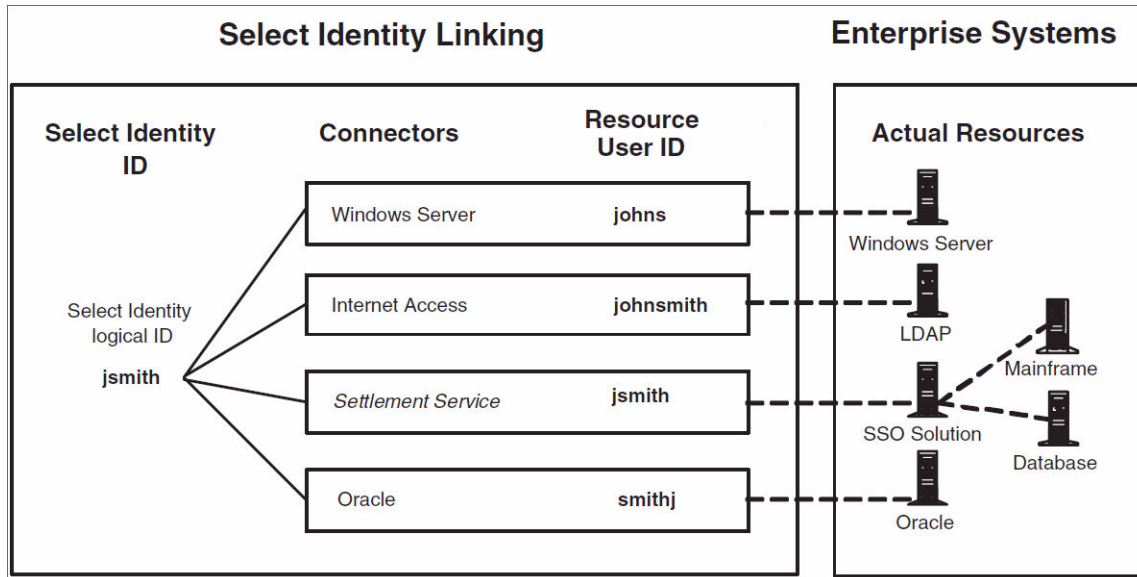 Select Identity Linking
Enterprise Systems
Select Identity
ID
Connectors
Resource
User ID
Actual Resources
Select Identity
logical ID
jsmith
Windows Server
johns
Internet Access
johnsmith
Settlement Service
jsmith
Oracle
smithj
Windows Server
LDAP
Mainframe
SSO Solution
Database
Oracle